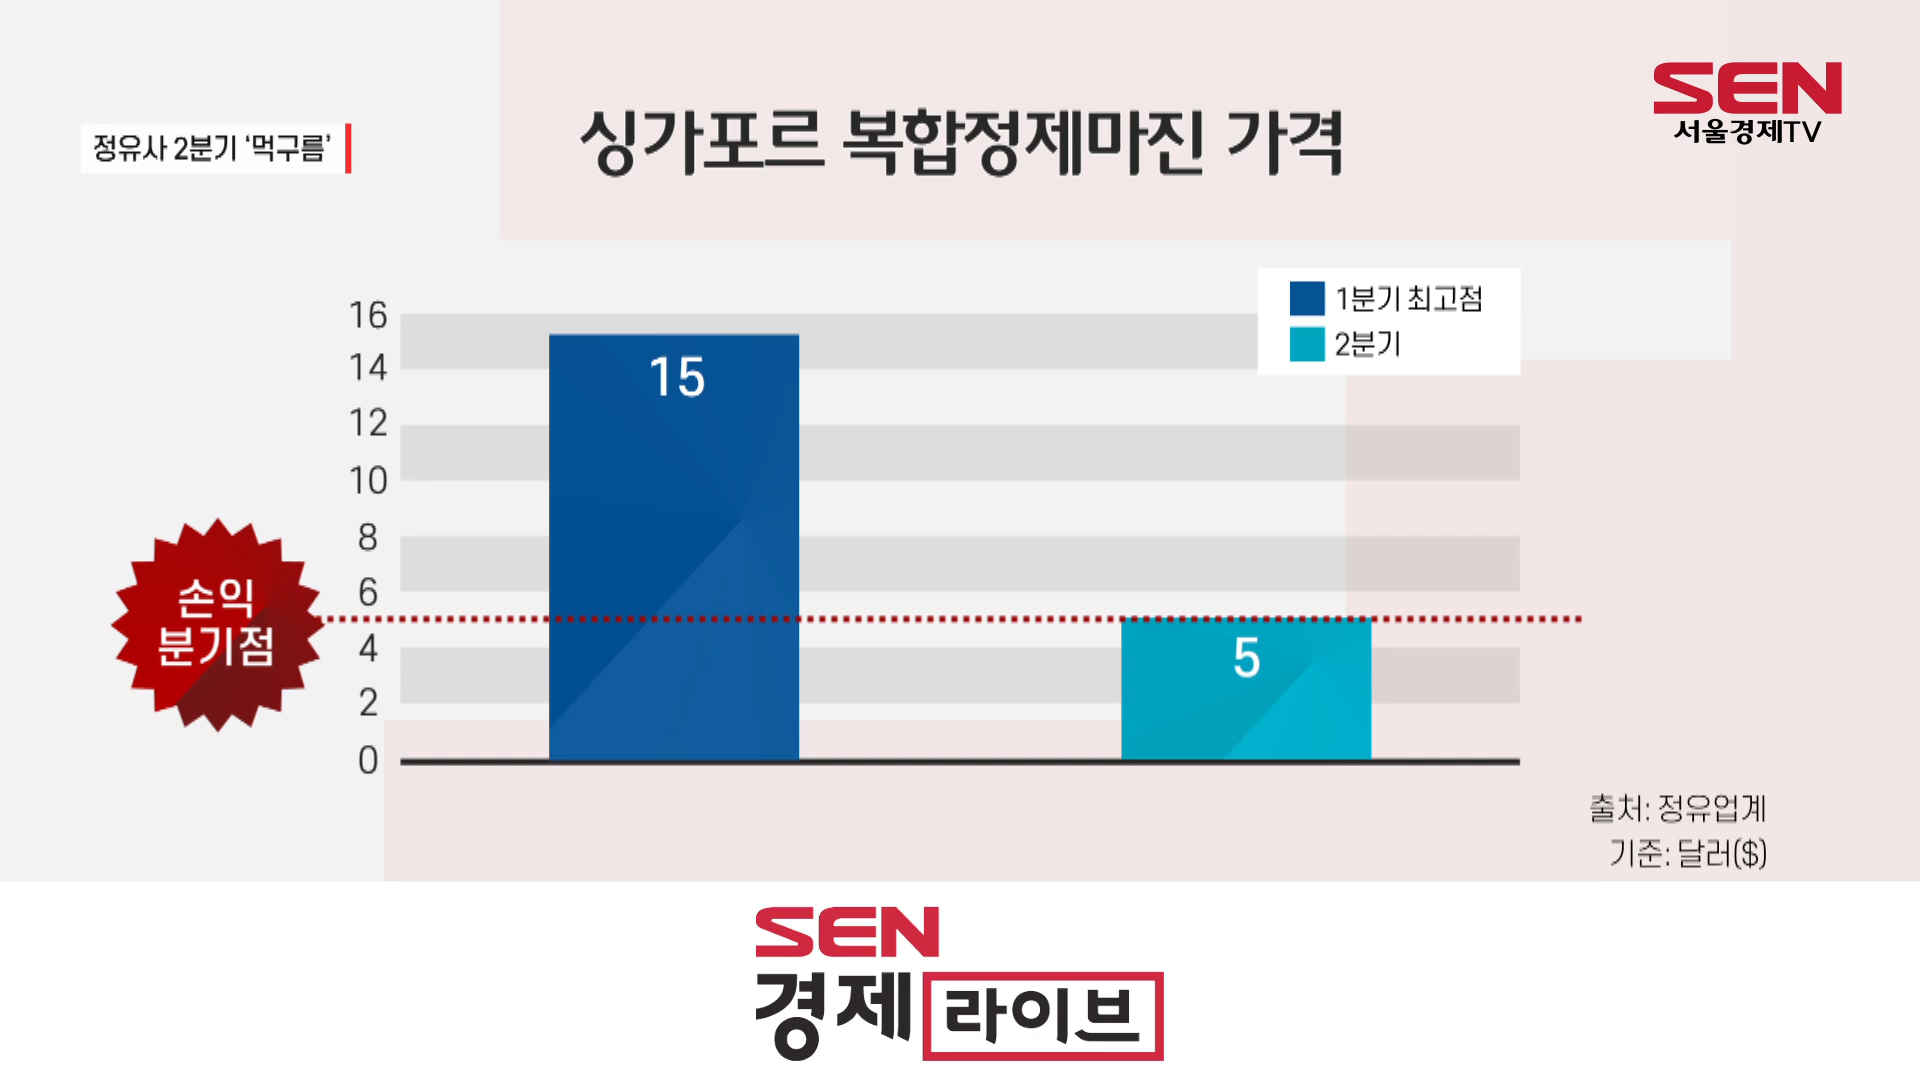 SEN
서울경제TV
정유사 2분기 ‘먹구름’
싱가포르 복합정제마진 가격
1분기 최고점
2분기
16
14
12
10
8
6
4
2
0
15
5
손익
분기점
출처: 정유업계
기준: 달러($)
SEN
경제 라이브